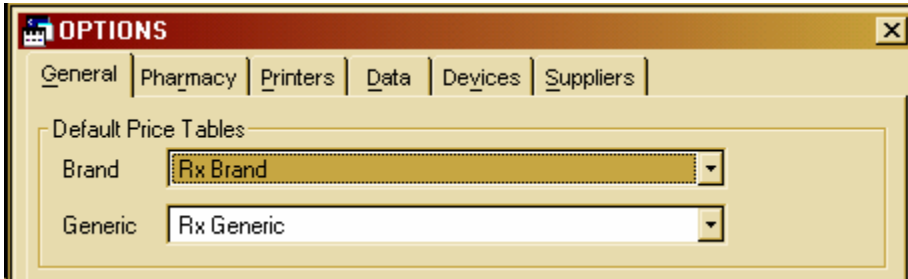 OPTIONS
General Pharmacy Printers Data Devices Suppliers
Default Price Tables
Brand Rx Brand
Generic Rx Generic